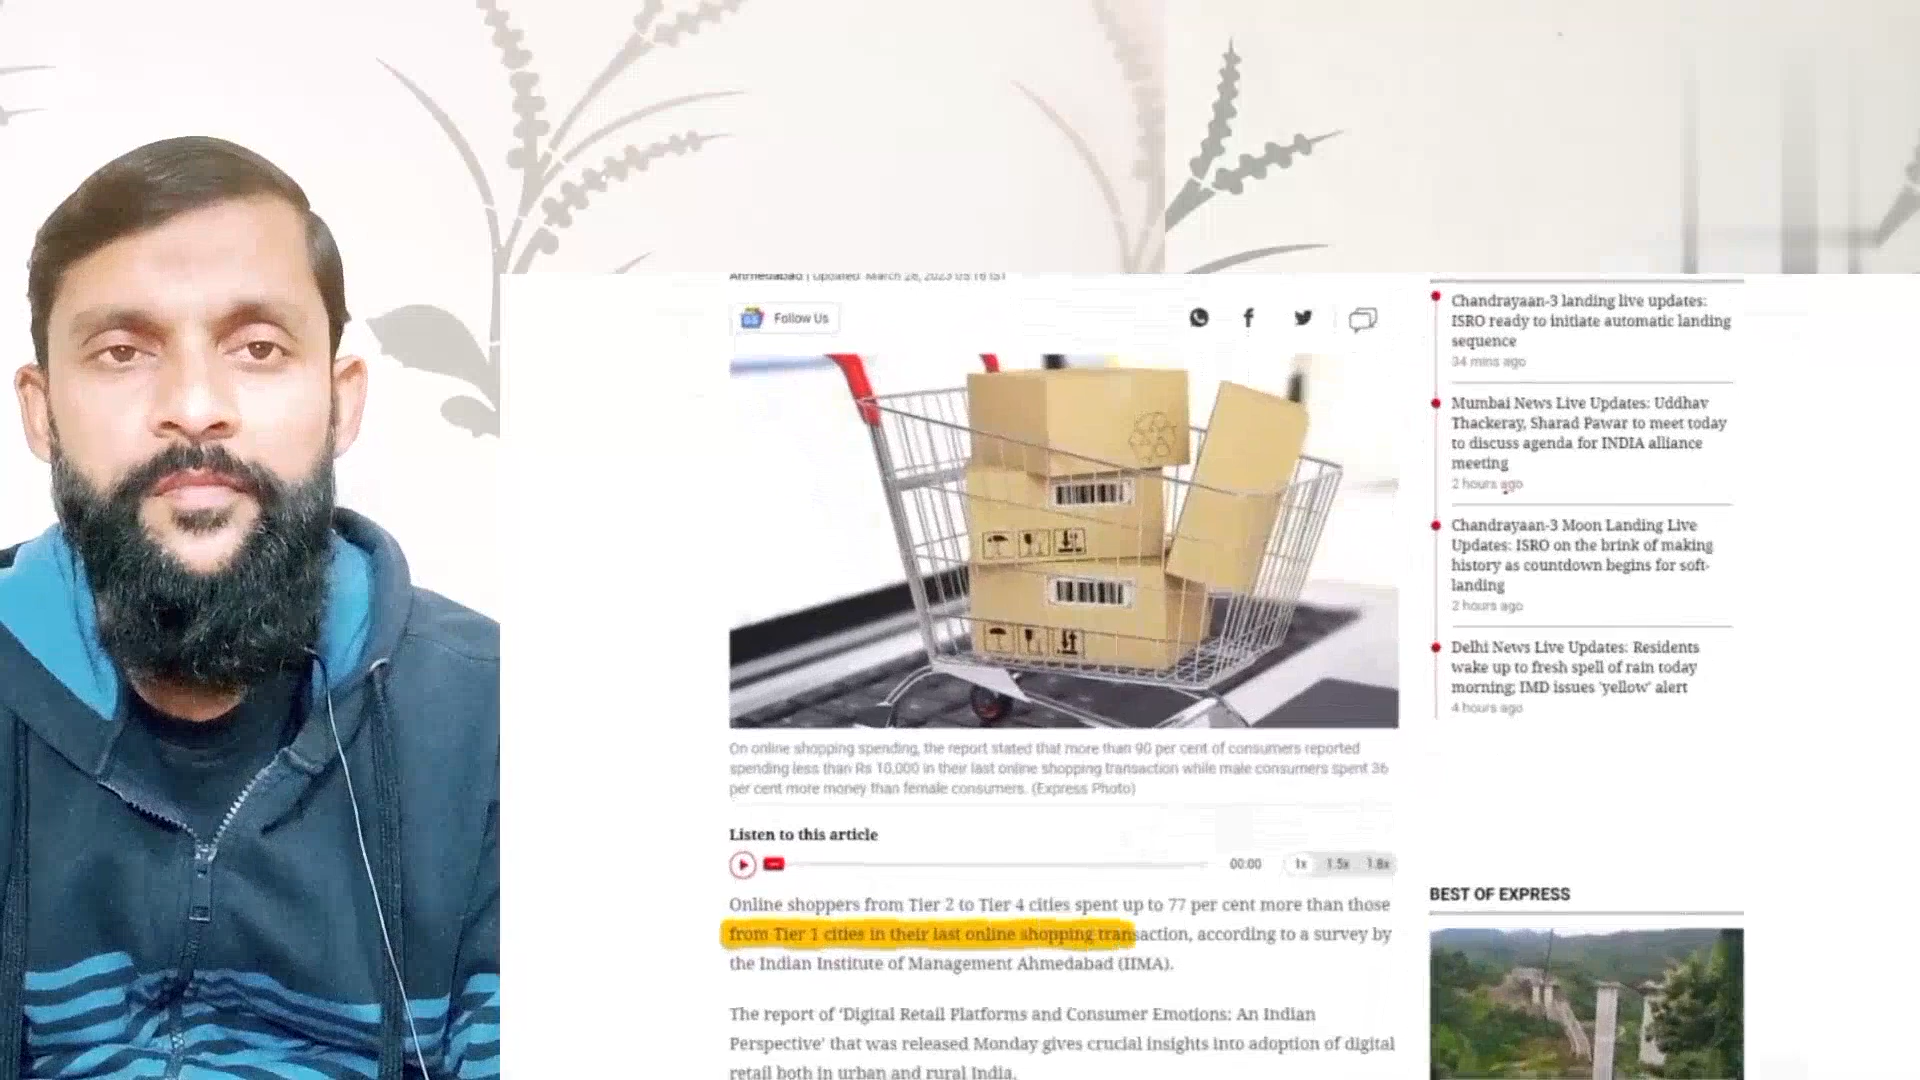 Ahmedabad | Updated: March 28, 2023 05:16 IST
Follow Us
On online shopping spending, the report stated that more than 90 per cent of consumers reported
spending less than Rs 10,000 in their last online shopping transaction while male consumers spent 36
per cent more money than female consumers. (Express Photo)
Listen to this article
00:00 1x 1.5x 1.8x
Online shoppers from Tier 2 to Tier 4 cities spent up to 77 per cent more than those
from Tier 1 cities in their last online shopping transaction, according to a survey by
the Indian Institute of Management Ahmedabad (IIMA).
The report of ‘Digital Retail Platforms and Consumer Emotions: An Indian
Perspective’ that was released Monday gives crucial insights into adoption of digital
retail both in urban and rural India.
Chandrayaan-3 landing live updates:
ISRO ready to initiate automatic landing
sequence
34 mins ago
Mumbai News Live Updates: Uddhav
Thackeray, Sharad Pawar to meet today
to discuss agenda for INDIA alliance
meeting
2 hours ago
Chandrayaan-3 Moon Landing Live
Updates: ISRO on the brink of making
history as countdown begins for soft-
landing
2 hours ago
Delhi News Live Updates: Residents
wake up to fresh spell of rain today
morning; IMD issues 'yellow' alert
4 hours ago
BEST OF EXPRESS